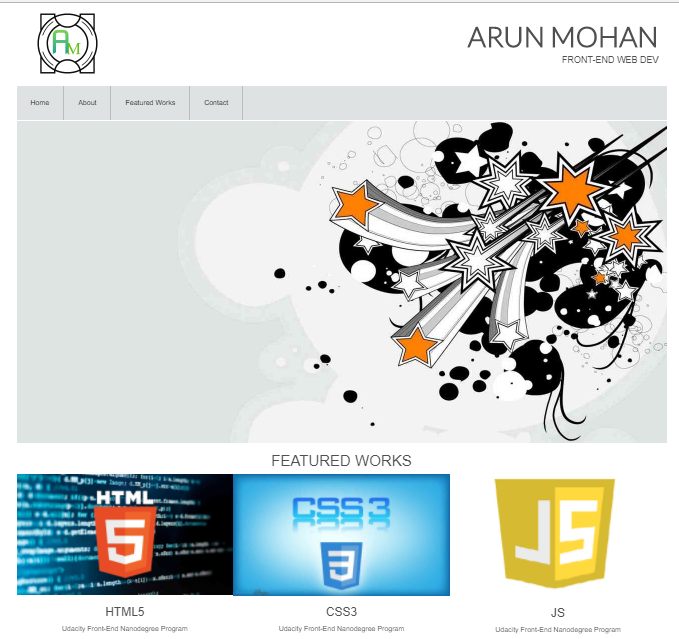 AM
ARUN MOHAN
FRONT-END WEB DEV
Home
About
Featured Works
Contact
FEATURED WORKS
HTML
5
CSS3
3
JS
HTML5
CSS3
JS
Udacity Front-End Nanodegree Program
Udacity Front-End Nanodegree Program
Udacity Front-End Nanodegree Program